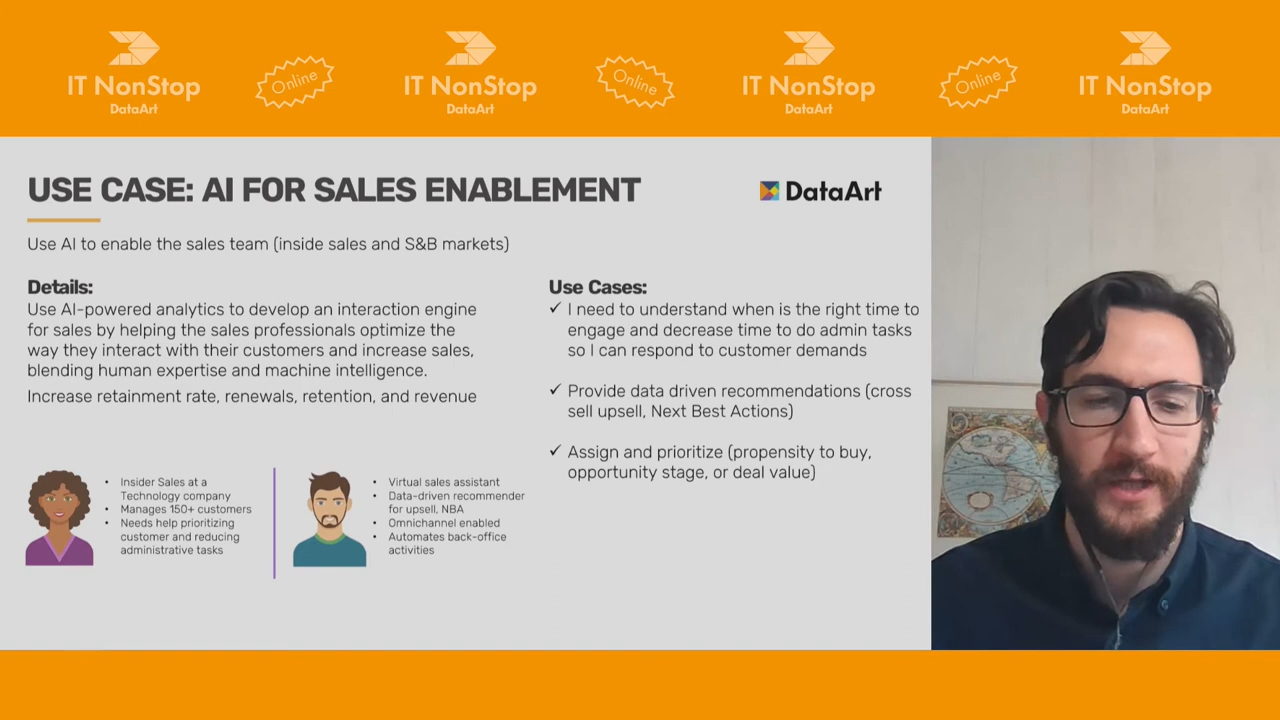 IT NonStop
DataArt
Online
IT NonStop
DataArt
Online
IT NonStop
DataArt
Online
IT NonStop
DataArt
USE CASE: AI FOR SALES ENABLEMENT
DataArt
Use AI to enable the sales team (inside sales and S&B markets)
Details:
Use AI-powered analytics to develop an interaction engine
for sales by helping the sales professionals optimize the
way they interact with their customers and increase sales,
blending human expertise and machine intelligence.
Increase retainment rate, renewals, retention, and revenue
• Insider Sales at a
Technology company
• Manages 150+ customers
• Needs help prioritizing
customer and reducing
administrative tasks
• Virtual sales assistant
• Data-driven recommender
for upsell, NBA
• Omnichannel enabled
• Automates back-office
activities
Use Cases:
✓ I need to understand when is the right time to
engage and decrease time to do admin tasks
so I can respond to customer demands
✓ Provide data driven recommendations (cross
sell upsell, Next Best Actions)
✓ Assign and prioritize (propensity to buy,
opportunity stage, or deal value)